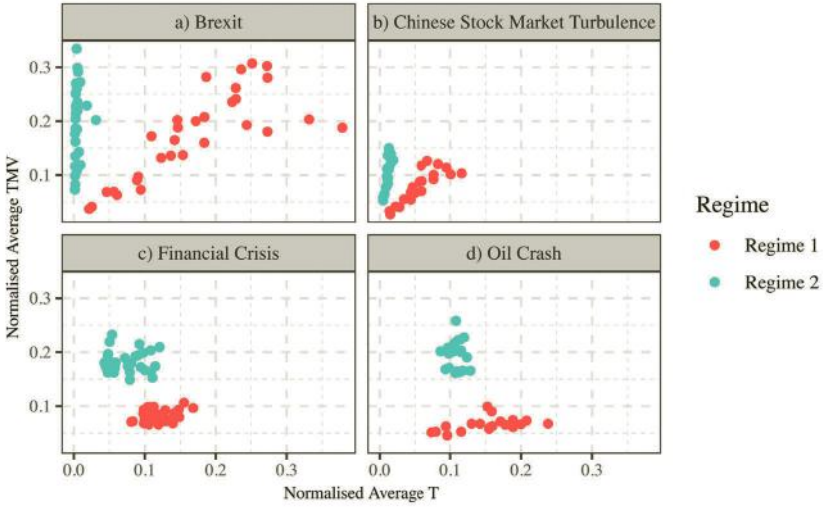 a) Brexit
b) Chinese Stock Market Turbulence
0.3
0.2
0.1
c) Financial Crisis
d) Oil Crash
0.3
0.2
0.1
0.0 0.1 0.2 0.3
0.0 0.1 0.2 0.3
Normalised Average T
Normalised Average TMV
Regime
Regime 1
Regime 2